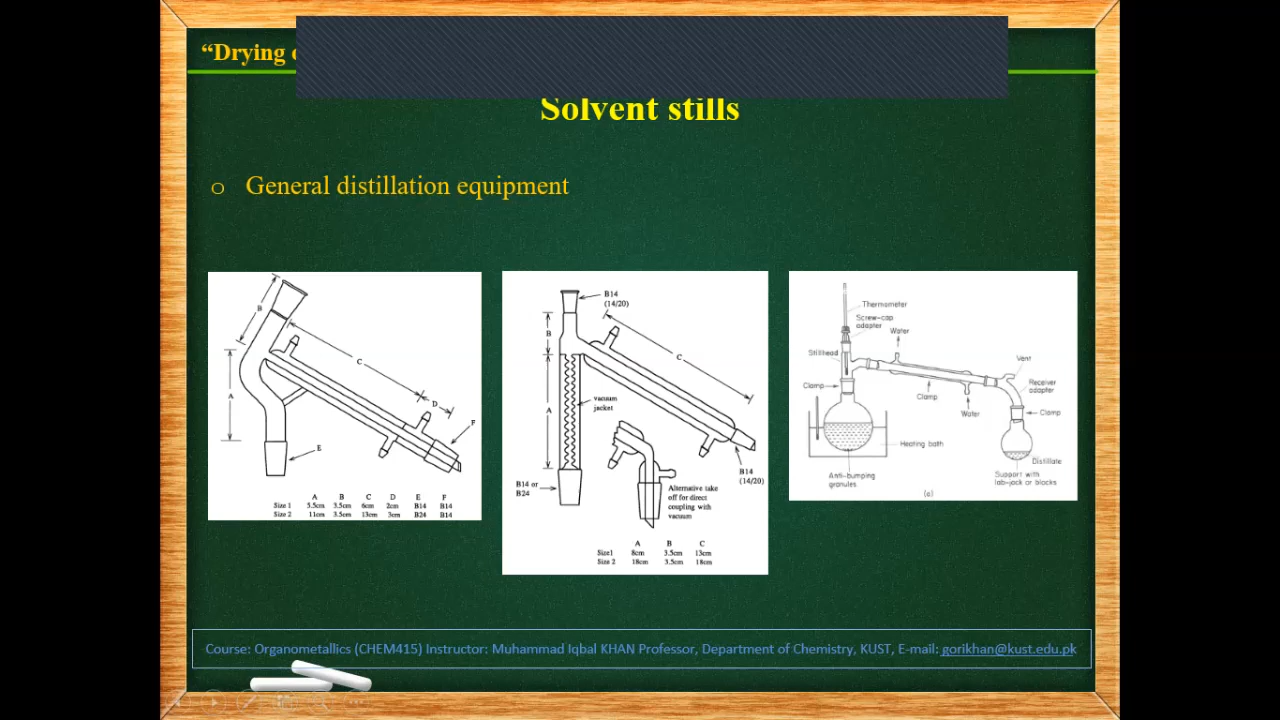 “Drying
Solvent stills
o General distillation equipment
B
C
A
D
F
E
A B C D E F
Size 1 5.5cm 3.5cm 6cm 2cm B14 B14
Size 2 11cm 3.5cm 13cm 3cm B24 B14
B14
(14/20)
B
C
A
vacuum
jacket
B14 or
B24
B14
(14/20)
Alternative take
off for direct
coupling with
vacuum
A B C
Size1 8cm 3.5cm 13cm
Size 2 18cm 3.5cm 18cm
Thermometer
Screw-cap
adapter
Water
Stillhead
Vent
Receiver
adapter
Clamp
Clamp
Water
Clamp
Heating bath
Distillate
Anti-bumping
granules
Support with
lab-jack or blocks
(a)
Course: Organometallics (CHEM415) Instructor: Muhammad Iqbal KHAN Professor, Department of Chemistry, KUST, E-mail: gorikhan@kust.edu.pk